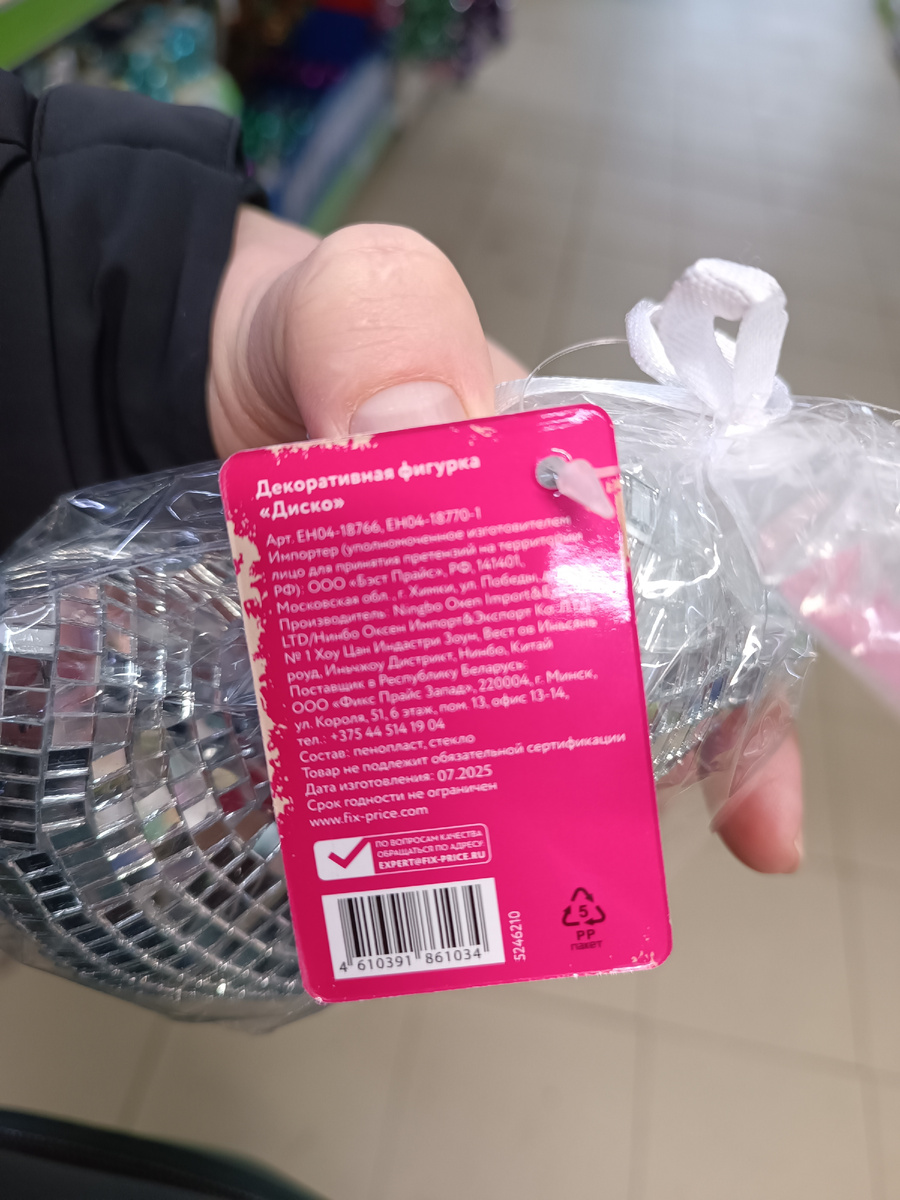 Декоративная фигурка
«Диско»
Арт. EH04-18766, EH04-18770-1
Импортер (уполномоченное изготовителем
лицо для принятия претензий на территории
РФ): ООО «Бэст Прайс», РФ, 141401,
Московская обл., г. Химки, ул. Победы,
Производитель: Ningbo Oxen Import&
LTD/Нинбо Оксен Импорт&Экспорт Ко. ЛТД
№ 1 Хоу Цан Индастри Зоун, Вест ов Иньсянь
роуд, Иньчжоу Дистрикт, Нинбо, Китай
Поставщик в Республику Беларусь:
ООО «Фикс Прайс Запад», 220004, г. Минск,
ул. Короля, 51, 6 этаж, пом. 13, офис 13-14,
тел.: +375 44 514 19 04
Состав: пенопласт, стекло
Товар не подлежит обязательной сертификации
Дата изготовления: 07.2025
Срок годности не ограничен
www.fix-price.com
ПО ВОПРОСАМ КАЧЕСТВА
ОБРАЩАТЬСЯ ПО АДРЕСУ:
EXPERT@FIX-PRICE.RU
4 610391 861034
5246210
5
PP
пакет